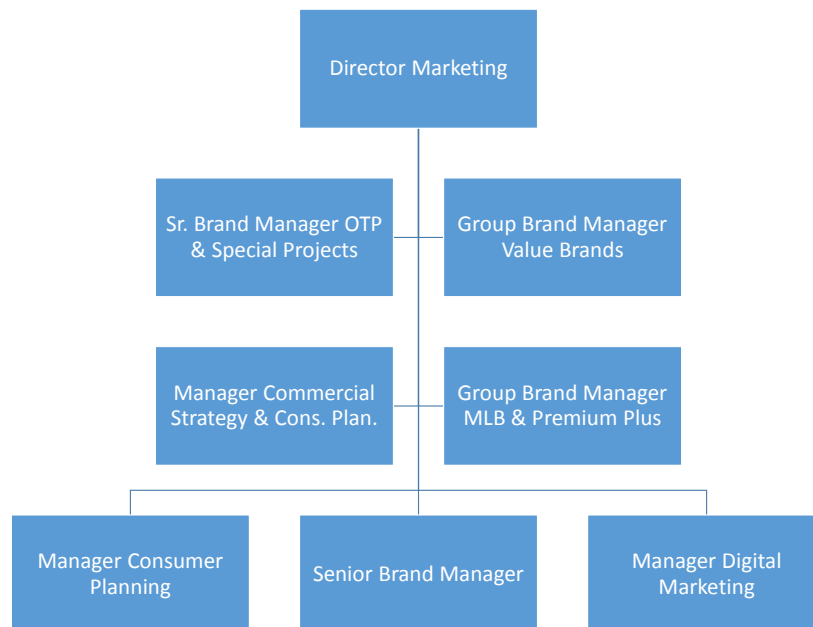 Director Marketing
Sr. Brand Manager OTP
& Special Projects
Group Brand Manager
Value Brands
Manager Commercial
Strategy & Cons. Plan.
Group Brand Manager
MLB & Premium Plus
Manager Consumer
Planning
Senior Brand Manager
Manager Digital
Marketing